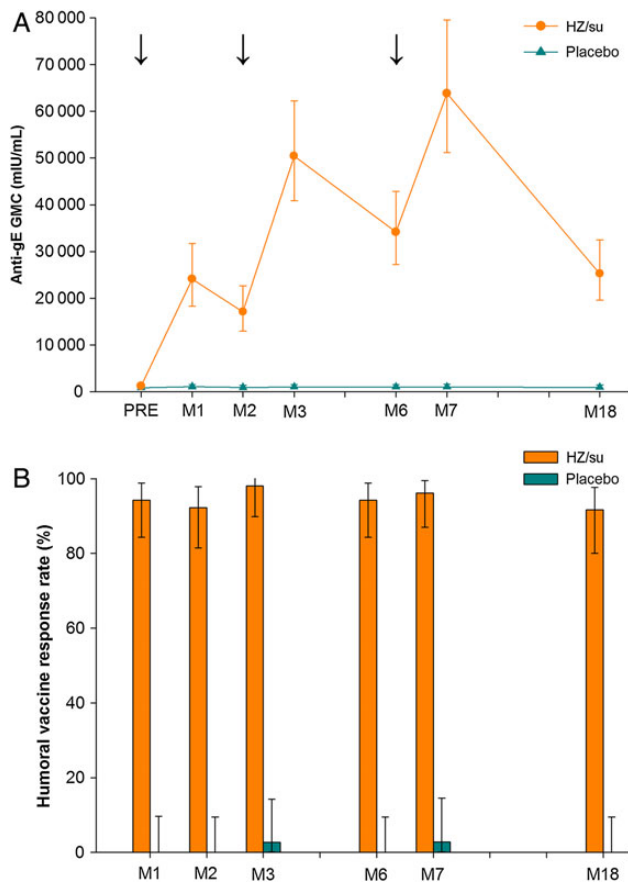 A
HZ/su
Placebo
Anti-gE GMC (mIU/mL)
80 000
70 000
60 000
50 000
40 000
30 000
20 000
10 000
0
PRE M1 M2 M3 M6 M7 M18
B
HZ/su
Placebo
Humoral vaccine response rate (%)
100
80
60
40
20
0
M1 M2 M3 M6 M7 M18